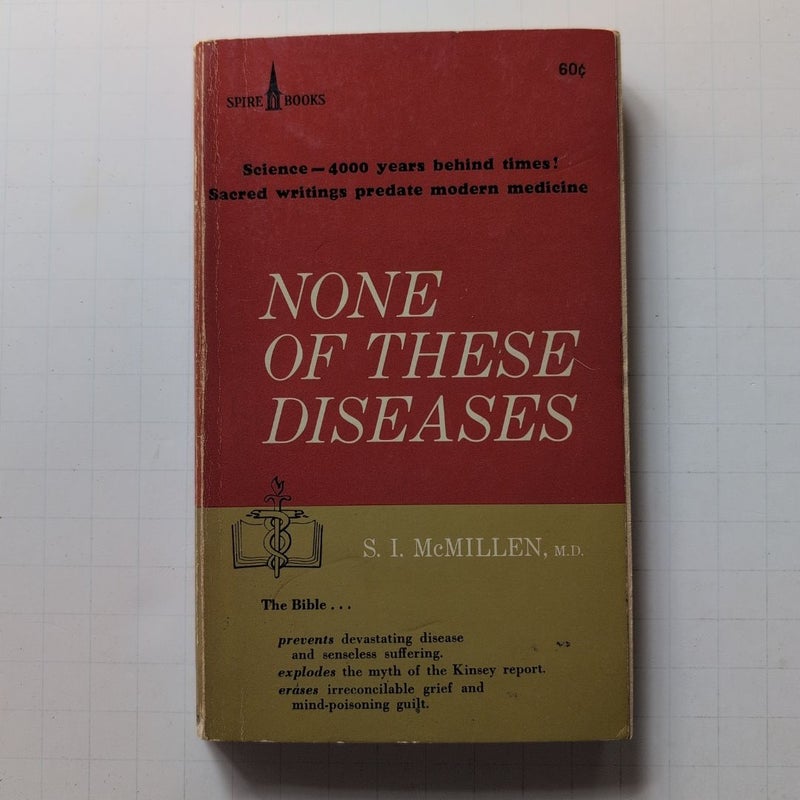 60¢
SPIRE BOOKS
Science—4000 years behind times!
Sacred writings predate modern medicine
NONE
OF THESE
DISEASES
S. I. McMILLEN, M.D.
The Bible . . .
prevents devastating disease
and senseless suffering.
explodes the myth of the Kinsey report.
erases irreconcilable grief and
mind-poisoning guilt.